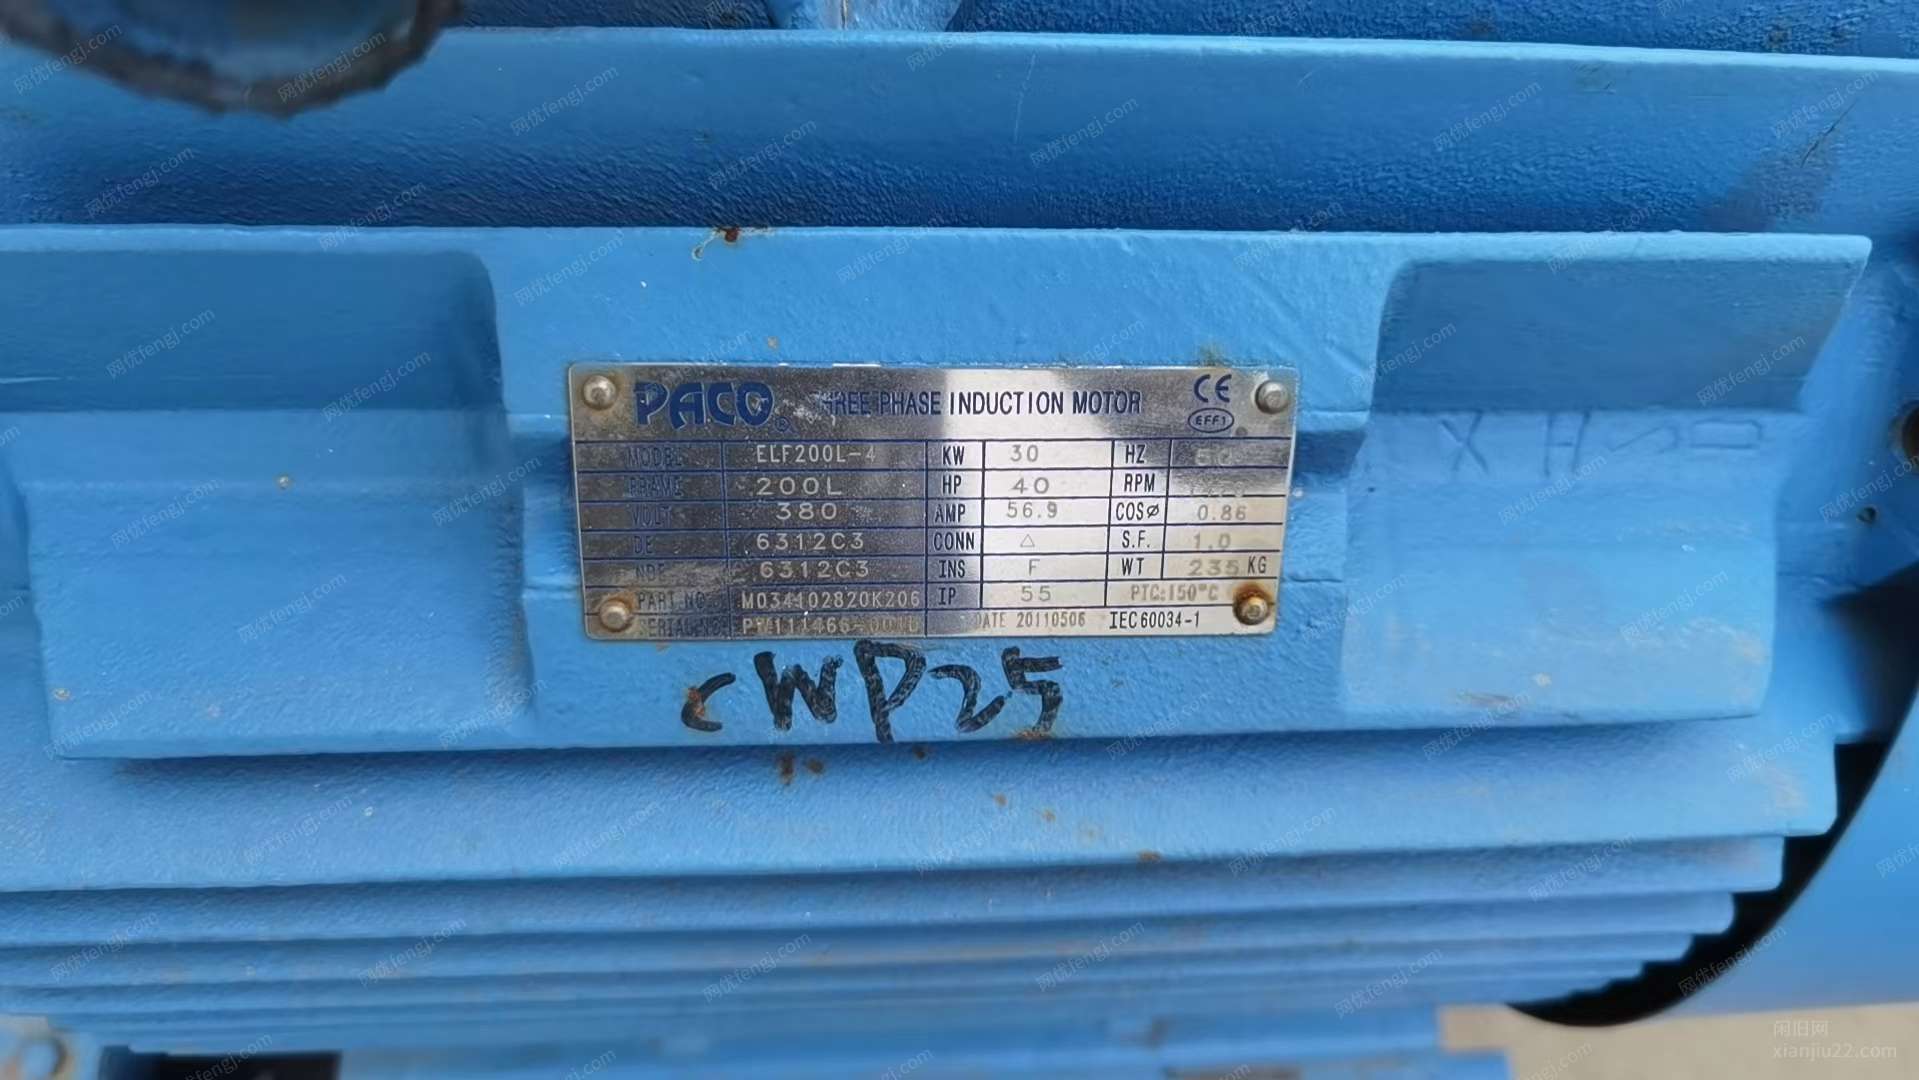 PACO® THREE PHASE INDUCTION MOTOR CE
EFF1
MODEL ELF200L-4 KW 30 HZ 50
FRAME 200L HP 40 RPM
VOLT 380 AMP 56.9 COSØ 0.86
DE 6312C3 CONN △ S.F. 1.0
NDE 6312C3 INS F WT 235 KG
PART NO. M034102820K206 IP 55 PTC:150°C
SERIAL NO. DATE 20110506 IEC60034-1
CWP25
网优fengj.com
闲旧网
xianjiu22.com